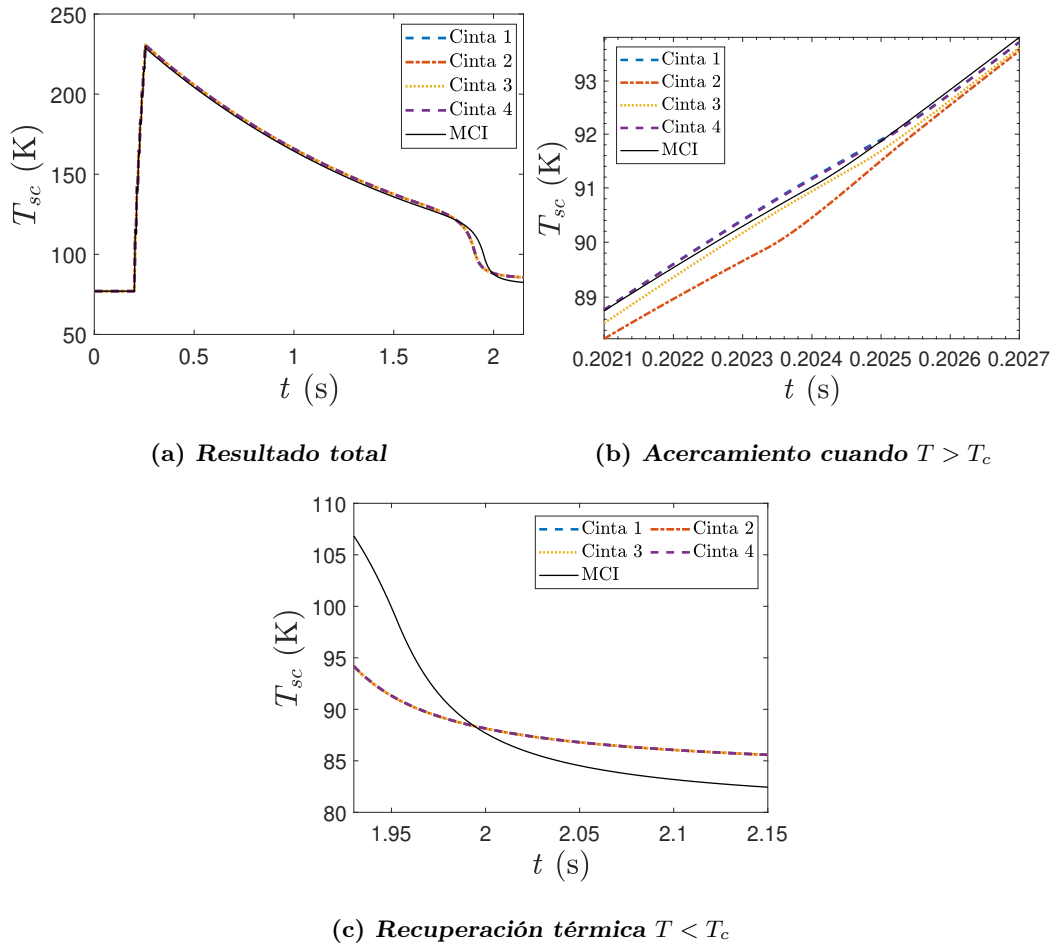 250
200
150
100
50
T_sc (K)
0 0.5 1 1.5 2
t (s)
Cinta 1
Cinta 2
Cinta 3
Cinta 4
MCI
(a) Resultado total
93
92
91
90
89
T_sc (K)
0.2021 0.2022 0.2023 0.2024 0.2025 0.2026 0.2027
t (s)
Cinta 1
Cinta 2
Cinta 3
Cinta 4
MCI
(b) Acercamiento cuando T > T_c
110
105
100
95
90
85
80
T_sc (K)
1.95 2 2.05 2.1 2.15
t (s)
Cinta 1 Cinta 2
Cinta 3 Cinta 4
MCI
(c) Recuperación térmica T < T_c